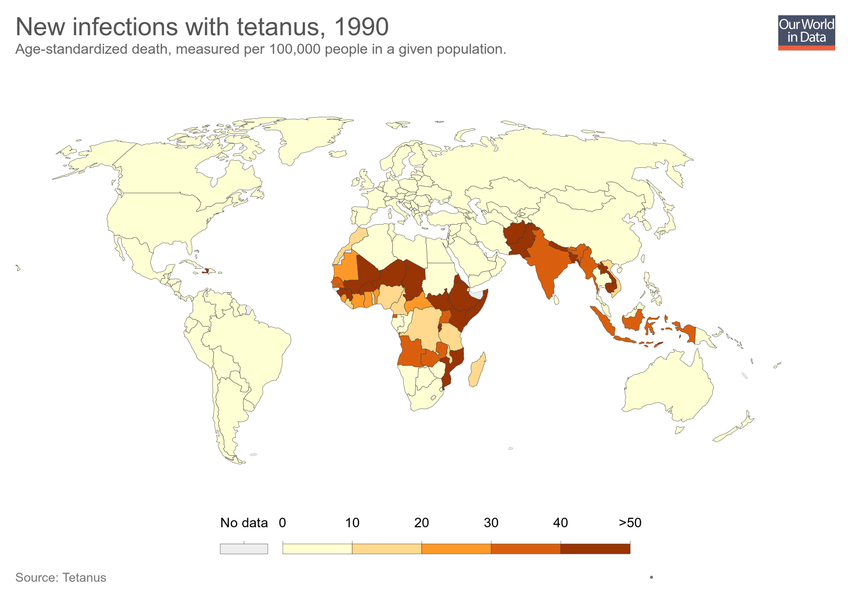 New infections with tetanus, 1990
Age-standardized death, measured per 100,000 people in a given population.
Our World
in Data
No data 0 10 20 30 40 >50
Source: Tetanus